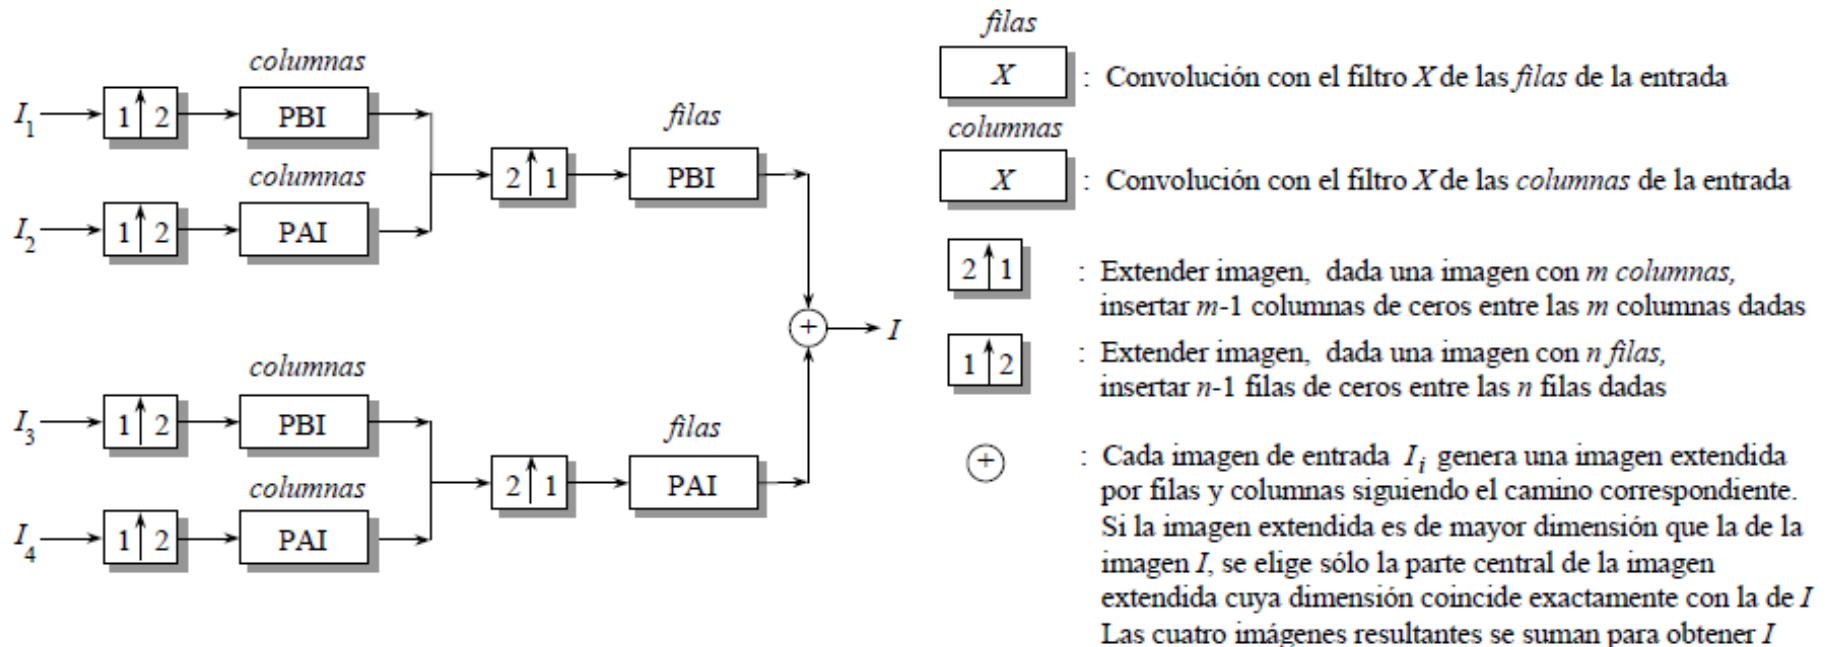 columnas
I1 1 2 PBI
columnas
I2 1 2 PAI
filas
2 1 PBI
+ I
columnas
I3 1 2 PBI
columnas
I4 1 2 PAI
filas
2 1 PAI
filas
X : Convolución con el filtro X de las filas de la entrada
columnas
X : Convolución con el filtro X de las columnas de la entrada
2 1 : Extender imagen, dada una imagen con m columnas,
insertar m-1 columnas de ceros entre las m columnas dadas
1 2 : Extender imagen, dada una imagen con n filas,
insertar n-1 filas de ceros entre las n filas dadas
+ : Cada imagen de entrada Ii genera una imagen extendida
por filas y columnas siguiendo el camino correspondiente.
Si la imagen extendida es de mayor dimensión que la de la
imagen I, se elige sólo la parte central de la imagen
extendida cuya dimensión coincide exactamente con la de I
Las cuatro imágenes resultantes se suman para obtener I